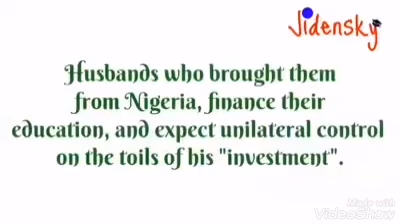 Jidensky
Husbands who brought them
from Nigeria, finance their
education, and expect unilateral control
on the toils of his "investment".
Made with
VideoShow